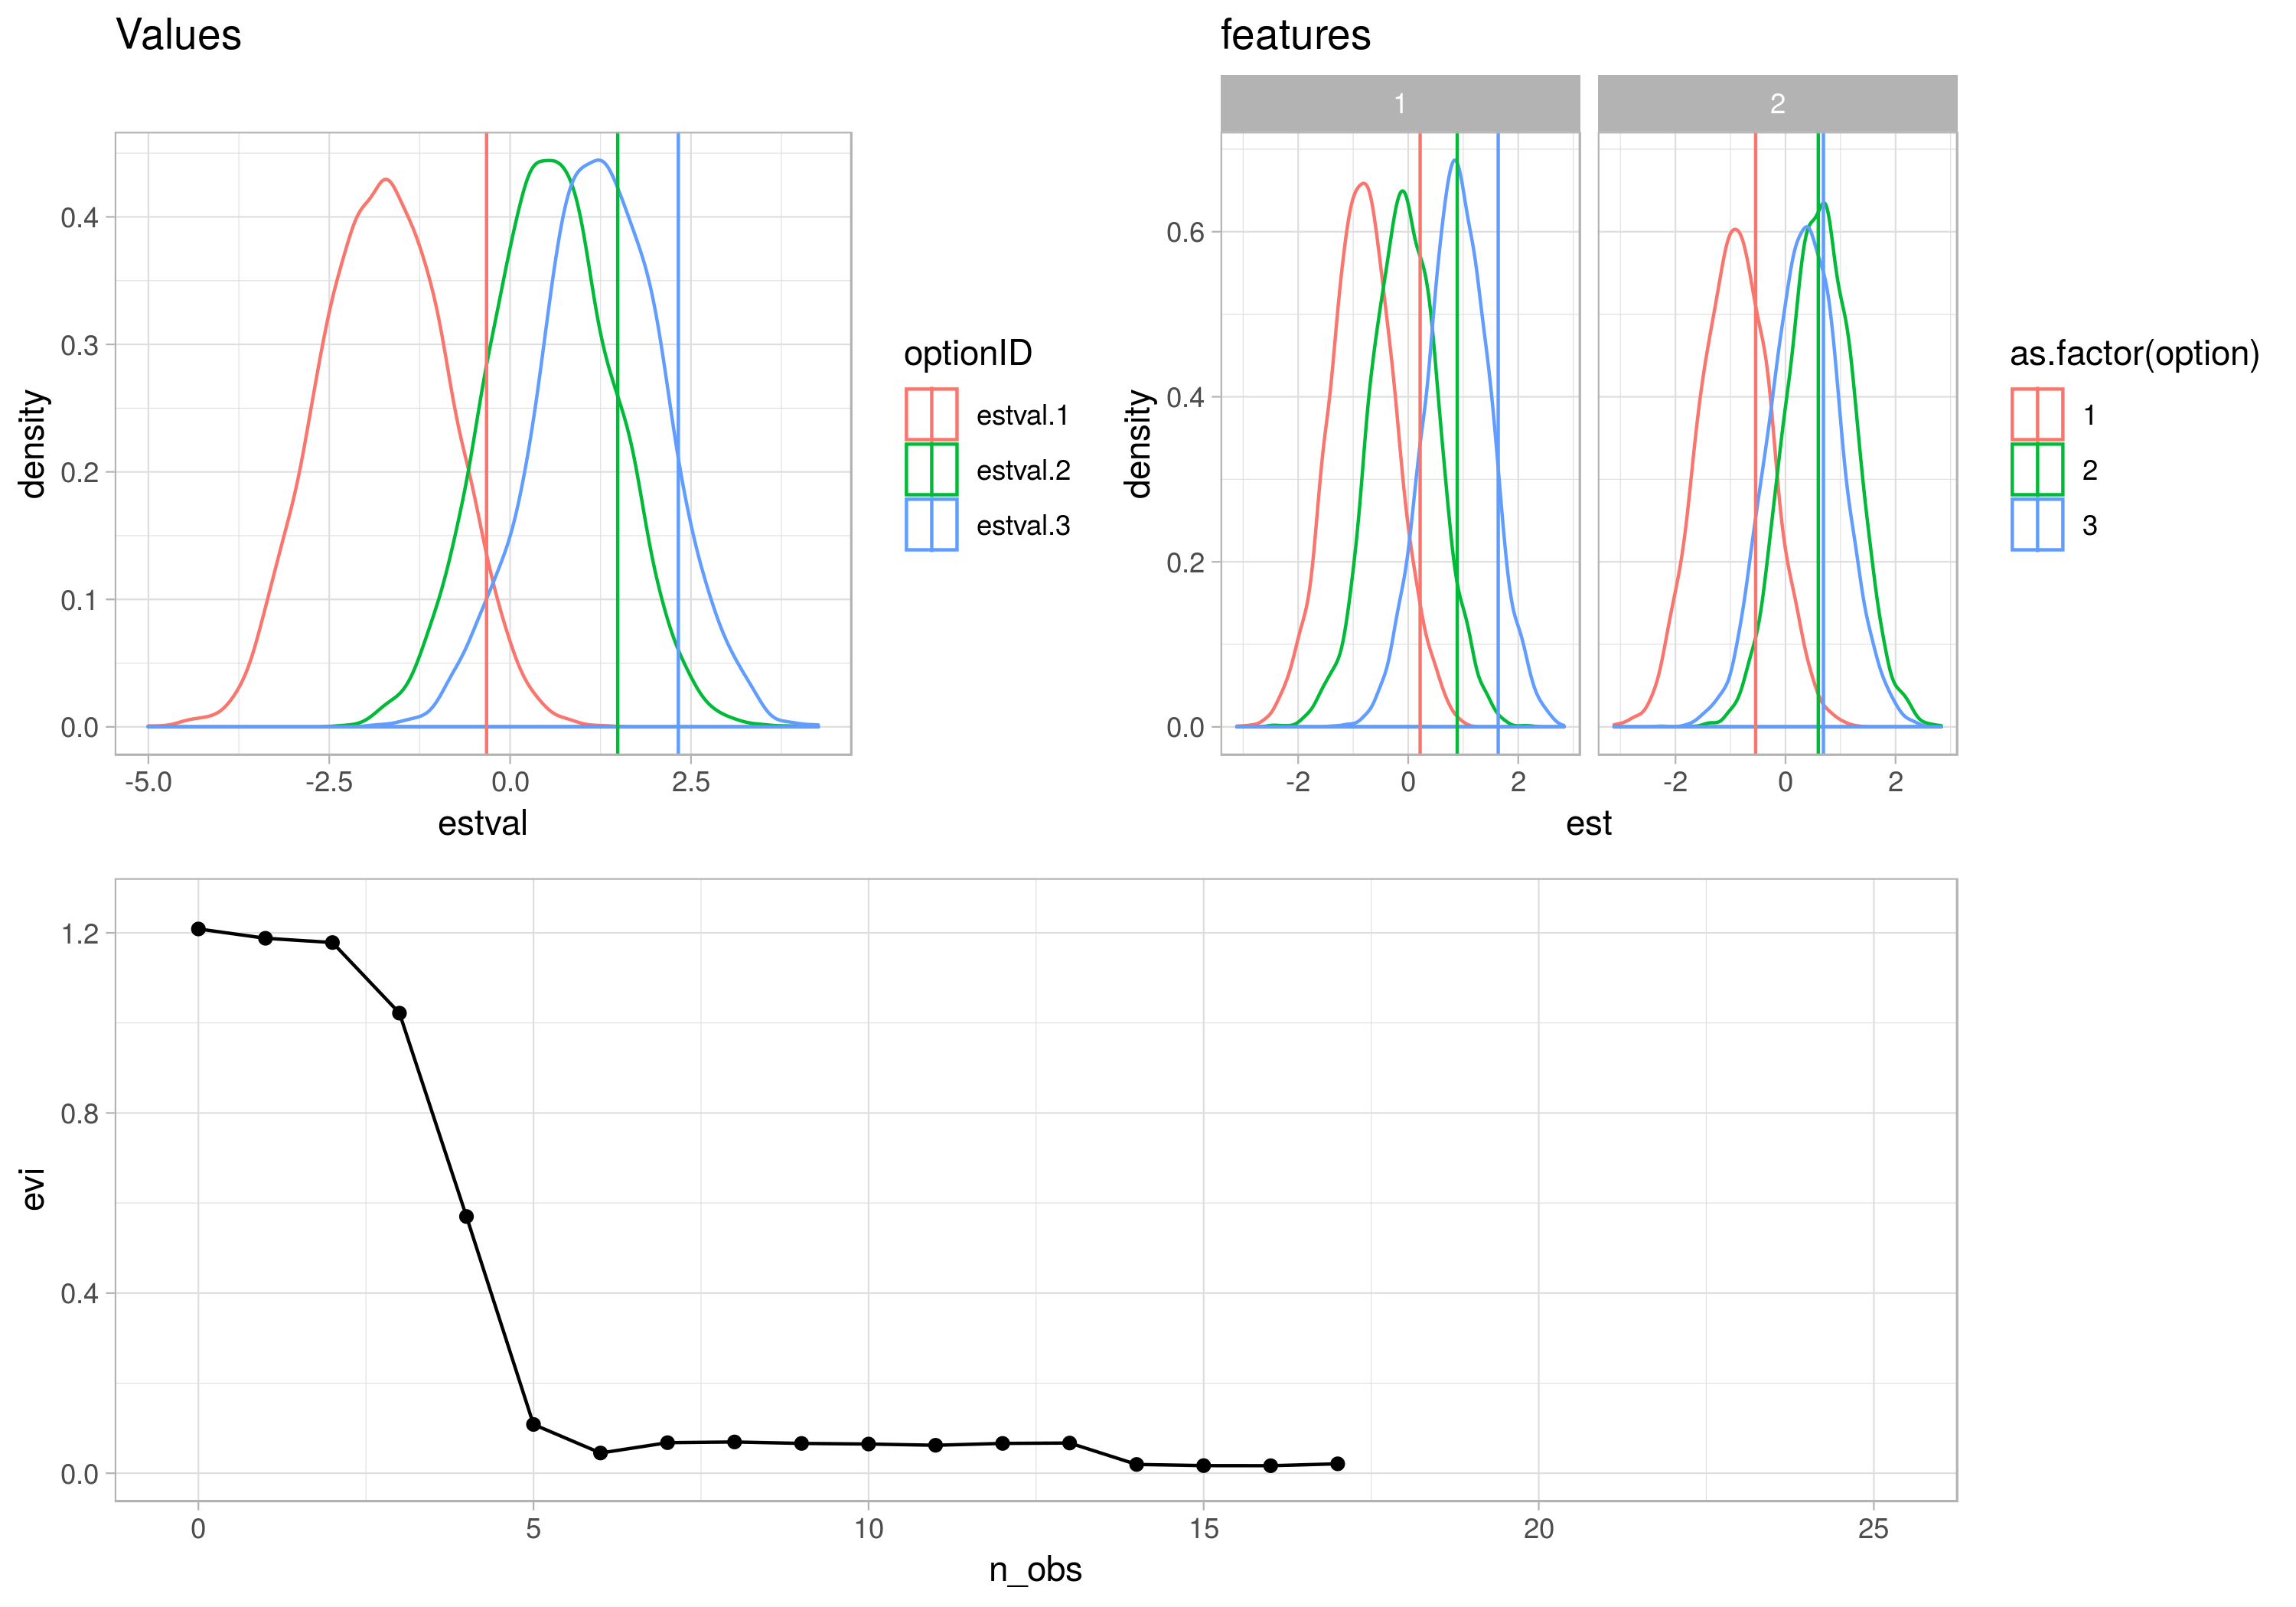 Values
0.4
0.3
0.2
0.1
0.0
density
-5.0 -2.5 0.0 2.5
estval
optionID
estval.1
estval.2
estval.3
features
1 2
0.6
0.4
0.2
0.0
density
-2 0 2 -2 0 2
est
as.factor(option)
1
2
3
1.2
0.8
0.4
0.0
evi
0 5 10 15 20 25
n_obs